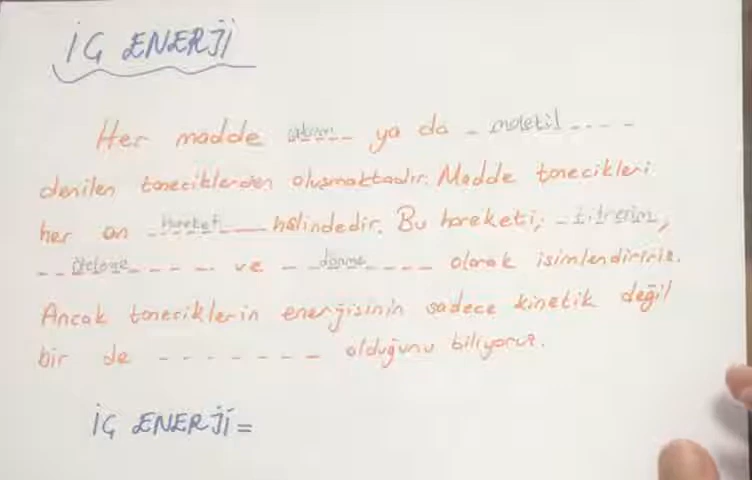 İÇ ENERJİ
Her madde atom ya da molekül
denilen taneciklerden oluşmaktadır. Madde tanecikleri
her an hareket halindedir. Bu hareketi; titreşim,
öteleme ve dönme olarak isimlendiririz.
Ancak taneciklerin enerjisinin sadece kinetik değil
bir de - - - - - - - olduğunu biliyoruz.
İÇ ENERJİ =